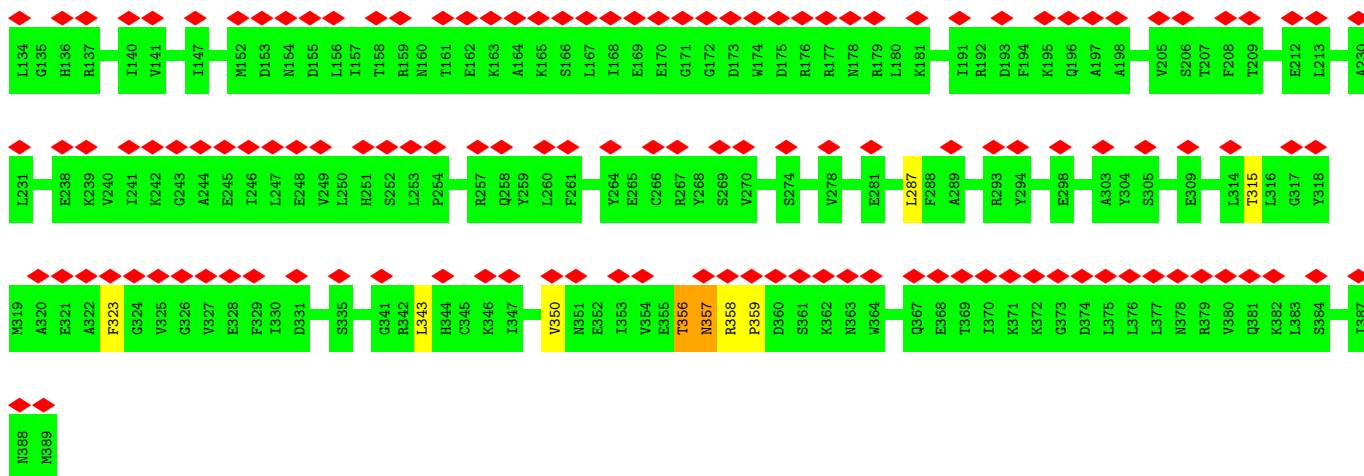 L134 G135 H136 R137 I140 V141 I147 M152 D153 N154 D155 L156 I157 T158 R159 N160 T161 E162 K163 A164 K165 S166 L167 I168 E169 E170 G171 G172 D173 W174 D175 R176 R177 N178 R179 L180 K181 I191 R192 D193 F194 K195 Q196 A197 A198 V205 S206 T207 F208 T209 E212 L213 A230
L231 E238 K239 V240 I241 K242 G243 A244 E245 I246 L247 E248 V249 L250 H251 S252 L253 P254 R257 Q258 Y259 L260 F261 Y264 E265 C266 R267 Y268 S269 V270 S274 V278 E281 L287 F288 A289 R293 Y294 E298 A303 Y304 S305 E309 L314 T315 L316 G317 Y318
M319 A320 E321 A322 F323 G324 V325 G326 V327 E328 F329 I330 D331 S335 G341 R342 L343 H344 C345 K346 I347 V350 N351 E352 I353 V354 E355 T356 N357 R358 P359 D360 S361 K362 N363 W364 Q367 E368 T369 I370 K371 K372 G373 D374 L375 L376 L377 N378 R379 V380 Q381 K382 L383 S384 I387
N388 M389